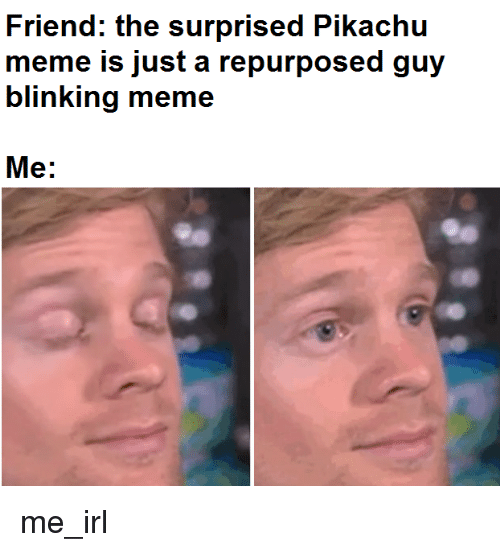 Friend: the surprised Pikachu
meme is just a repurposed guy
blinking meme
Me:
me_irl